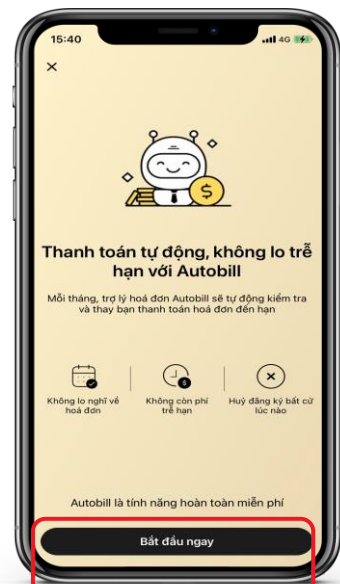 15:40
4G
Thanh toán tự động, không lo trễ
hạn với Autobill
Mỗi tháng, trợ lý hoá đơn Autobill sẽ tự động kiểm tra
và thay bạn thanh toán hoá đơn đến hạn
Không lo nghĩ về
hoá đơn
Không còn phí
trễ hạn
Huỷ đăng ký bất cứ
lúc nào
Autobill là tính năng hoàn toàn miễn phí
Bắt đầu ngay